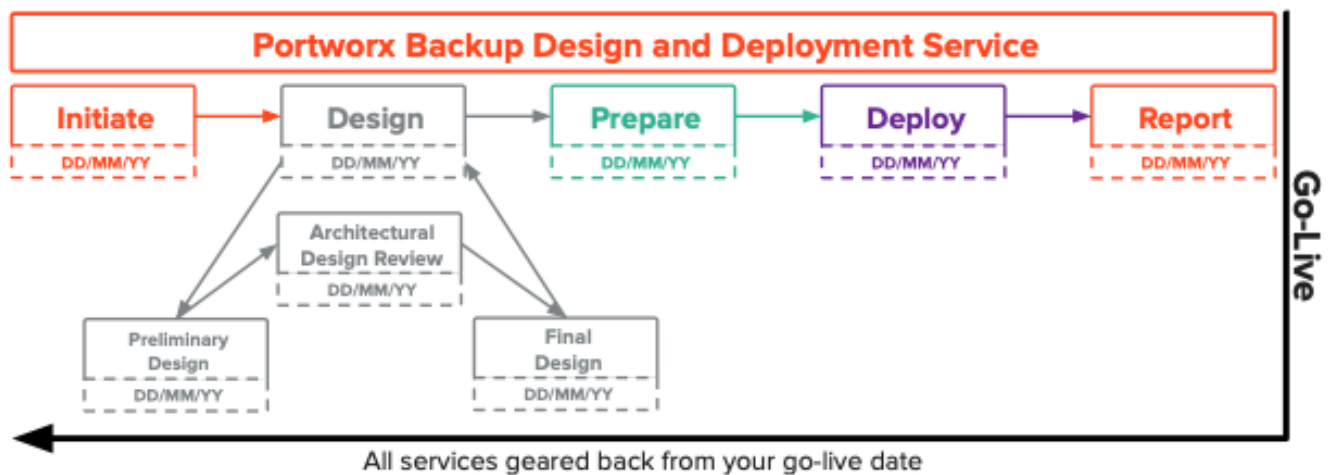 Portworx Backup Design and Deployment Service
Initiate
DD/MM/YY
Design
DD/MM/YY
Prepare
DD/MM/YY
Deploy
DD/MM/YY
Report
DD/MM/YY
Architectural
Design Review
DD/MM/YY
Preliminary
Design
DD/MM/YY
Final
Design
DD/MM/YY
Go-Live
All services geared back from your go-live date